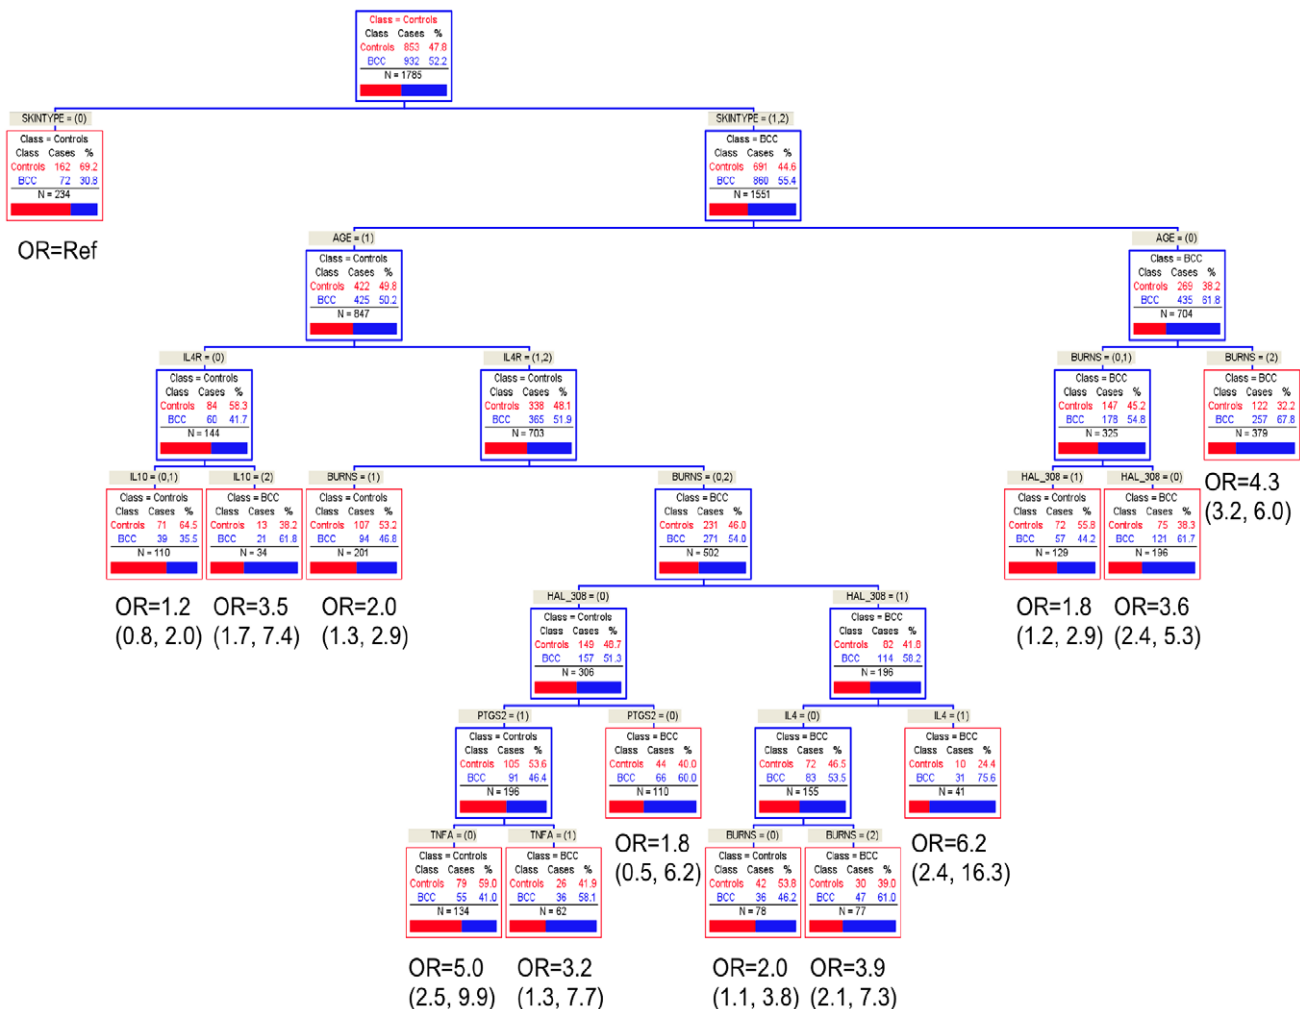 Class = Controls
Class Cases %
Controls 853 47.8
BCC 932 52.2
N = 1785
SKINTYPE = (0)
Class = Controls
Class Cases %
Controls 162 69.2
BCC 72 30.8
N = 234
OR=Ref
SKINTYPE = (1,2)
Class = BCC
Class Cases %
Controls 691 44.6
BCC 860 55.4
N = 1551
AGE = (1)
Class = Controls
Class Cases %
Controls 422 49.8
BCC 425 50.2
N = 847
AGE = (0)
Class = BCC
Class Cases %
Controls 269 38.2
BCC 435 61.8
N = 704
IL4R = (0)
Class = Controls
Class Cases %
Controls 84 58.3
BCC 60 41.7
N = 144
IL4R = (1,2)
Class = Controls
Class Cases %
Controls 338 48.1
BCC 365 51.9
N = 703
BURNS = (0,1)
Class = BCC
Class Cases %
Controls 147 45.2
BCC 178 54.8
N = 325
BURNS = (2)
Class = BCC
Class Cases %
Controls 122 32.2
BCC 257 67.8
N = 379
OR=4.3
(3.2, 6.0)
IL10 = (0,1)
Class = Controls
Class Cases %
Controls 71 64.5
BCC 39 35.5
N = 110
OR=1.2
(0.8, 2.0)
IL10 = (2)
Class = BCC
Class Cases %
Controls 13 38.2
BCC 21 61.8
N = 34
OR=3.5
(1.7, 7.4)
BURNS = (1)
Class = Controls
Class Cases %
Controls 107 53.2
BCC 94 46.8
N = 201
OR=2.0
(1.3, 2.9)
BURNS = (0,2)
Class = BCC
Class Cases %
Controls 231 46.0
BCC 271 54.0
N = 502
HAL_308 = (1)
Class = Controls
Class Cases %
Controls 72 55.8
BCC 57 44.2
N = 129
OR=1.8
(1.2, 2.9)
HAL_308 = (0)
Class = BCC
Class Cases %
Controls 75 38.3
BCC 121 61.7
N = 196
OR=3.6
(2.4, 5.3)
HAL_308 = (0)
Class = Controls
Class Cases %
Controls 149 48.7
BCC 157 51.3
N = 306
HAL_308 = (1)
Class = BCC
Class Cases %
Controls 82 41.8
BCC 114 58.2
N = 196
PTGS2 = (1)
Class = Controls
Class Cases %
Controls 105 53.6
BCC 91 46.4
N = 196
PTGS2 = (0)
Class = BCC
Class Cases %
Controls 44 40.0
BCC 66 60.0
N = 110
OR=1.8
(0.5, 6.2)
IL4 = (0)
Class = BCC
Class Cases %
Controls 72 46.5
BCC 83 53.5
N = 155
IL4 = (1)
Class = BCC
Class Cases %
Controls 10 24.4
BCC 31 75.6
N = 41
OR=6.2
(2.4, 16.3)
TNFA = (0)
Class = Controls
Class Cases %
Controls 79 59.0
BCC 55 41.0
N = 134
OR=5.0
(2.5, 9.9)
TNFA = (1)
Class = BCC
Class Cases %
Controls 26 41.9
BCC 36 58.1
N = 62
OR=3.2
(1.3, 7.7)
BURNS = (0)
Class = Controls
Class Cases %
Controls 42 53.8
BCC 36 46.2
N = 78
OR=2.0
(1.1, 3.8)
BURNS = (2)
Class = BCC
Class Cases %
Controls 30 39.0
BCC 47 61.0
N = 77
OR=3.9
(2.1, 7.3)